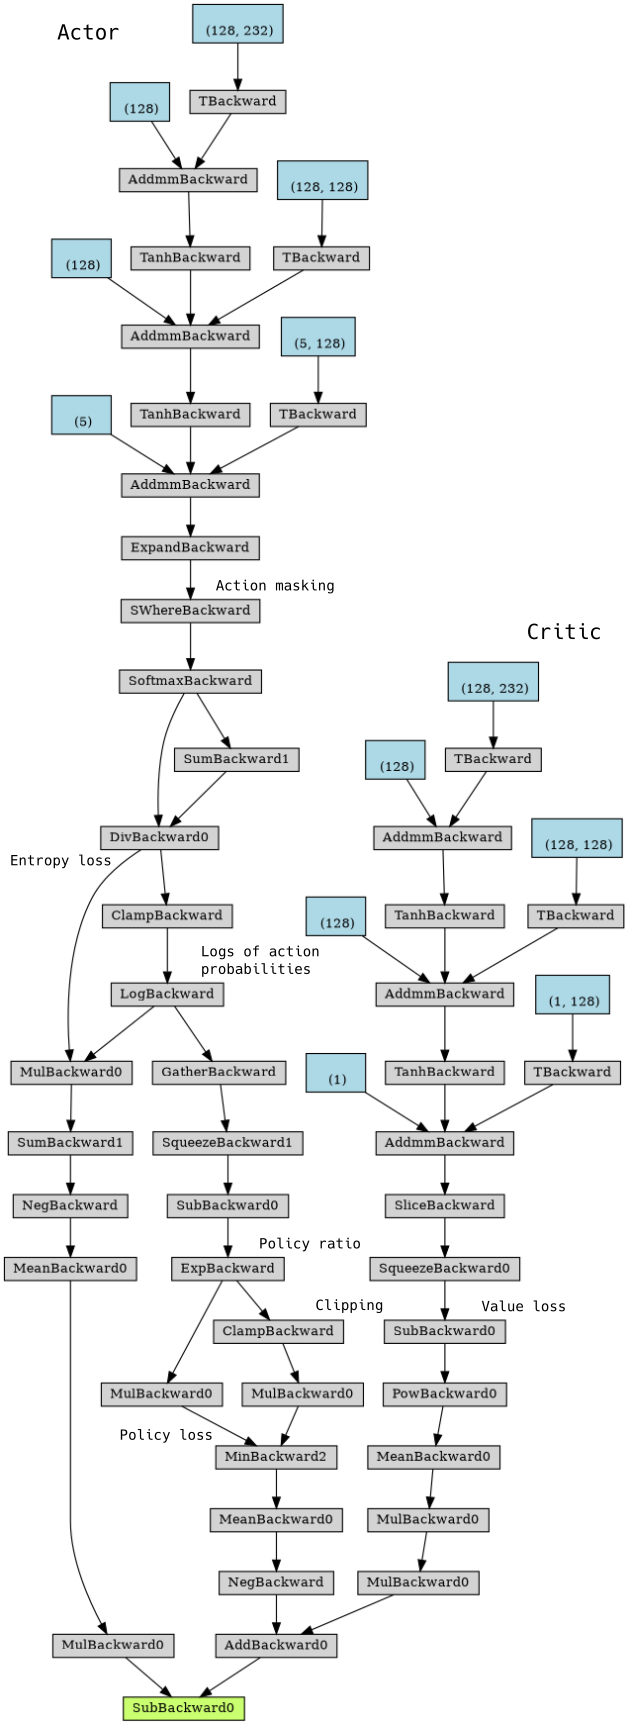 Actor
(128, 232)
(128)
TBackward
AddmmBackward
(128, 128)
(128)
TanhBackward
TBackward
AddmmBackward
(5, 128)
(5)
TanhBackward
TBackward
AddmmBackward
ExpandBackward
Action masking
SWhereBackward
SoftmaxBackward
SumBackward1
DivBackward0
Entropy loss
ClampBackward
Logs of action
probabilities
LogBackward
MulBackward0
GatherBackward
SumBackward1
SqueezeBackward1
NegBackward
SubBackward0
Policy ratio
MeanBackward0
ExpBackward
Clipping
ClampBackward
MulBackward0
MulBackward0
Policy loss
MinBackward2
MeanBackward0
NegBackward
MulBackward0
AddBackward0
SubBackward0
Critic
(128, 232)
(128)
TBackward
AddmmBackward
(128, 128)
(128)
TanhBackward
TBackward
AddmmBackward
(1, 128)
(1)
TanhBackward
TBackward
AddmmBackward
SliceBackward
SqueezeBackward0
Value loss
SubBackward0
PowBackward0
MeanBackward0
MulBackward0
MulBackward0